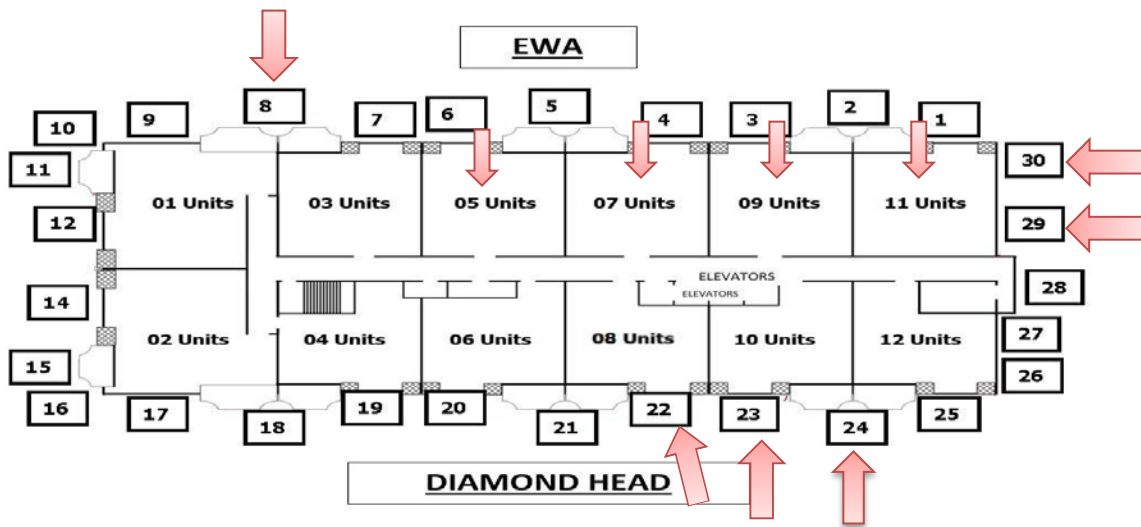 EWA
8
2
9
7
6
5
4
3
1
10
30
11
01 Units
03 Units
05 Units
07 Units
09 Units
11 Units
12
29
ELEVATORS
28
ELEVATORS
14
02 Units
04 Units
06 Units
08 Units
10 Units
12 Units
27
15
26
16
17
18
19
20
21
22
23
24
25
DIAMOND HEAD